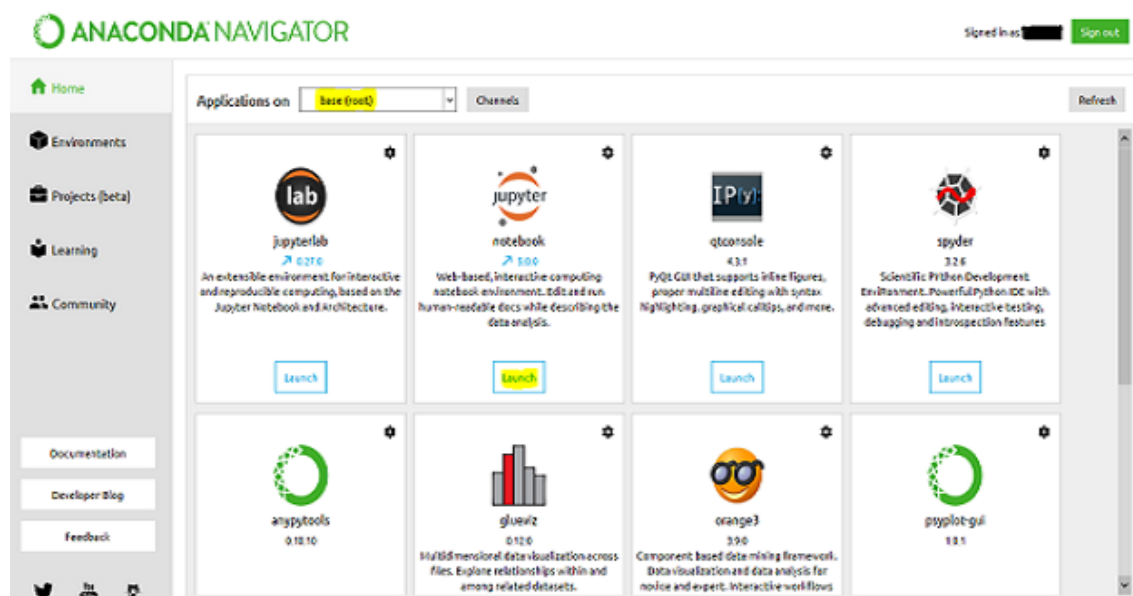 ANACONDA NAVIGATOR
Signed in as
Sign out
Home
Environments
Projects (beta)
Learning
Community
Documentation
Developer Blog
Feedback
Applications on
base (root)
Channels
Refresh
lab
jupyterlab
0.27.0
An extensible environment for interactive
and reproducible computing, based on the
Jupyter Notebook and Architecture.
Launch
jupyter
notebook
5.0.0
Web-based, interactive computing
notebook environment. Edit and run
human-readable docs while describing the
data analysis.
Launch
IP[y]:
qtconsole
4.3.1
PyQt GUI that supports inline figures,
proper multiline editing with syntax
highlighting, graphical calltips, and more.
Launch
spyder
3.2.6
Scientific PYthon Development
EnviRonment. Powerful Python IDE with
advanced editing, interactive testing,
debugging and introspection features
Launch
anypytools
0.10.10
glueviz
0.12.0
Multidimensional data visualization across
files. Explore relationships within and
among related datasets.
orange3
3.9.0
Component based data mining framework.
Data visualization and data analysis for
novice and expert. Interactive workflows
psyplot-gui
1.0.1